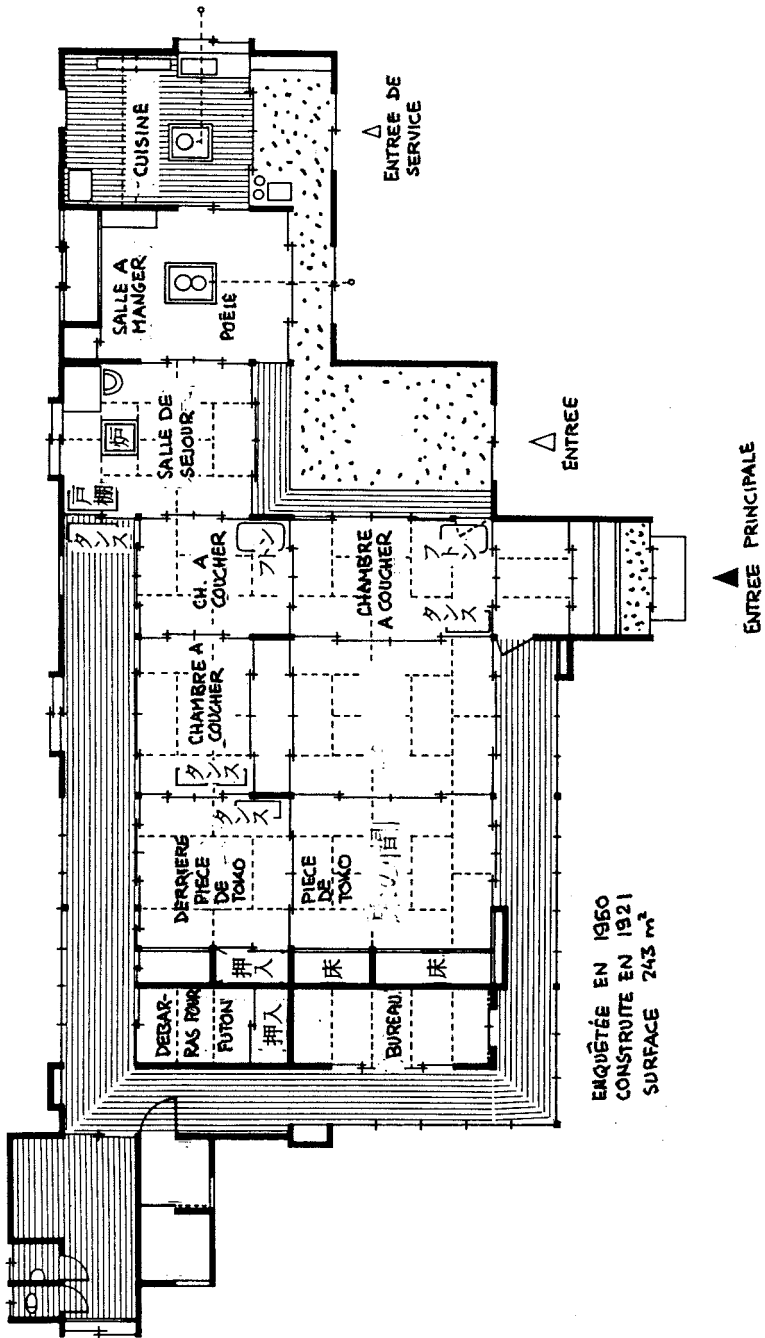 CUISINE
ENTREE DE
SERVICE
SALLE A
MANGER
POELE
炉
SALLE DE
SEJOUR
戸棚
ENTREE
タンス
CH. A
COUCHER
フトン
CHAMBRE
A COUCHER
フトン
タンス
ENTREE PRINCIPALE
CHAMBRE A
COUCHER
タンス
タンス
DERRIERE
PIECE
DE
TOKO
PIECE
DE
TOKO
押入
床
床
DEBAR-
RAS POUR
FUTON
押入
BUREAU
ENQUÊTÉE EN 1960
CONSTRUITE EN 1921
SURFACE 243 m²